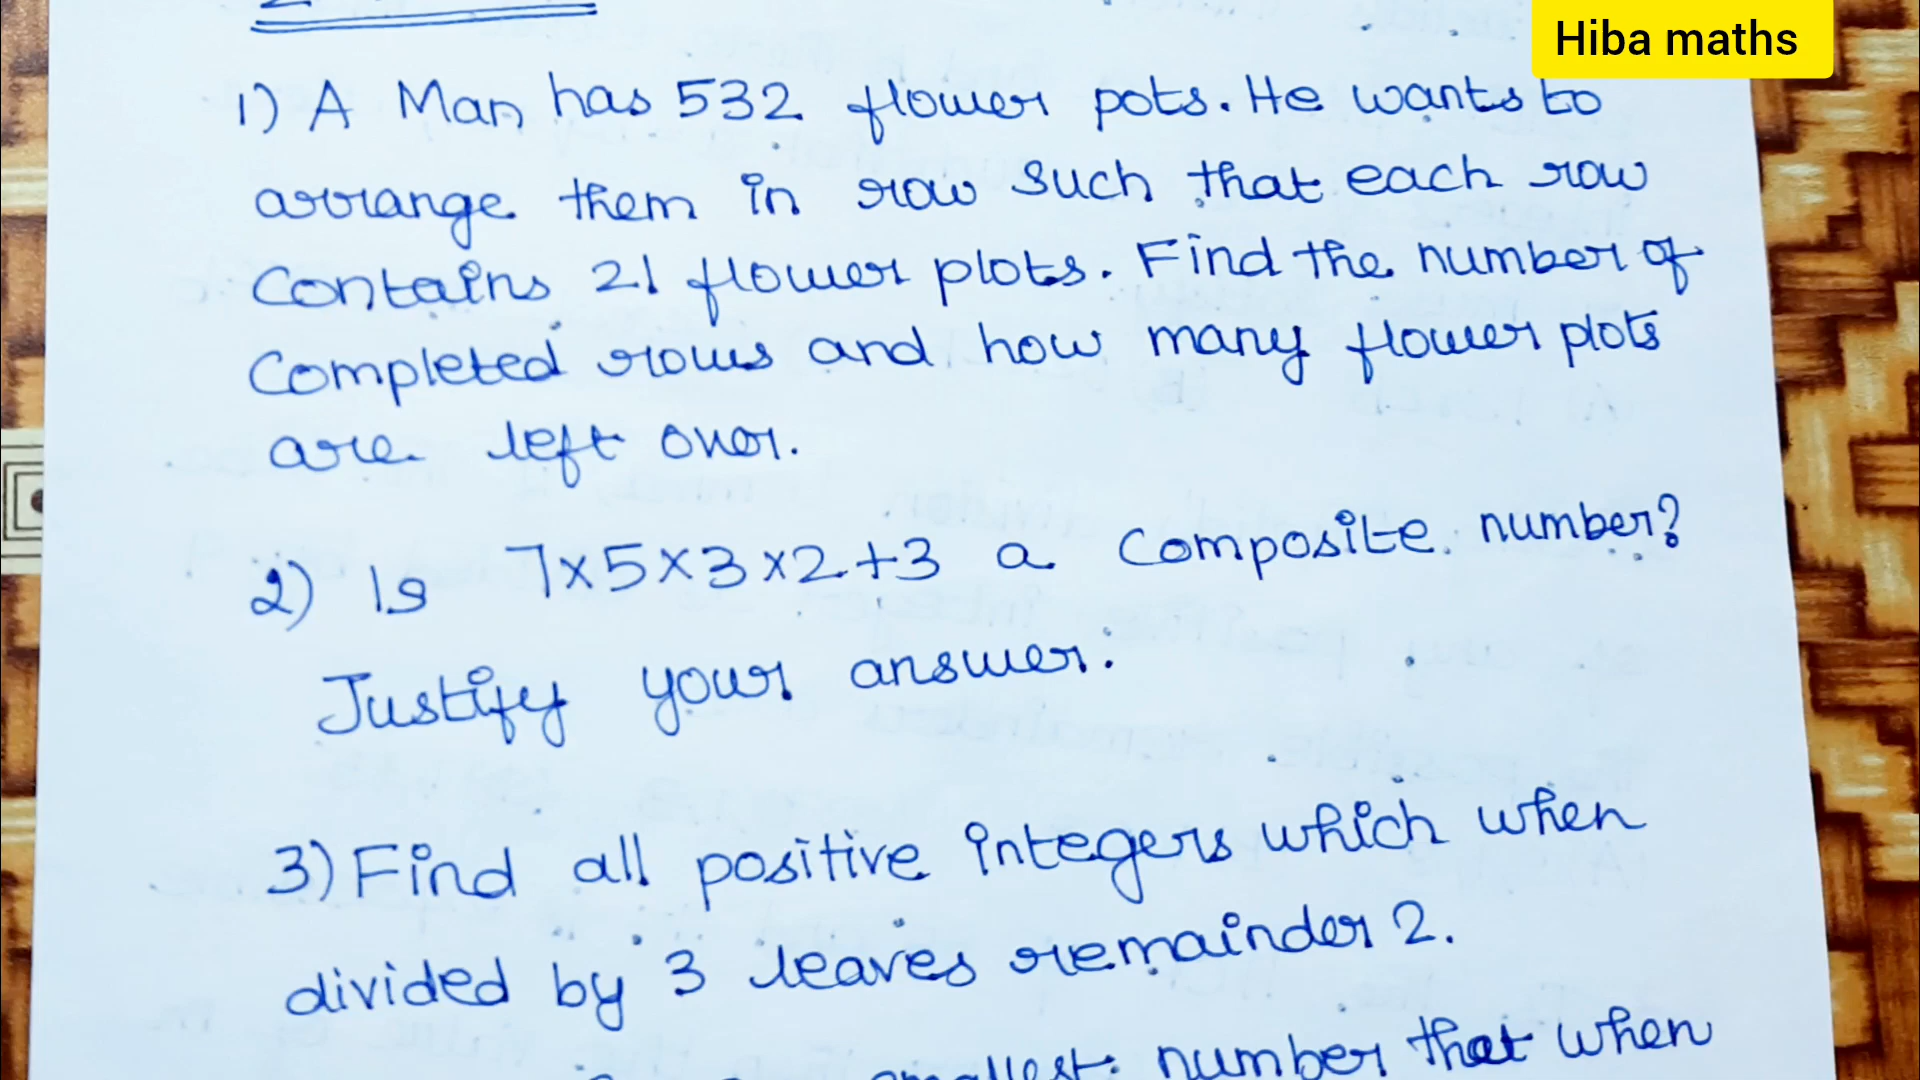 Hiba maths
1) A Man has 532 flower pots. He wants to
arrange them in row such that each row
Contains 21 flower plots. Find the number of
Completed rows and how many flower plots
are left over.
2) Is 7×5×3×2+3 a Composite number?
Justify your answer.
3) Find all positive integers which when
divided by 3 leaves remainder 2.
smallest number that when